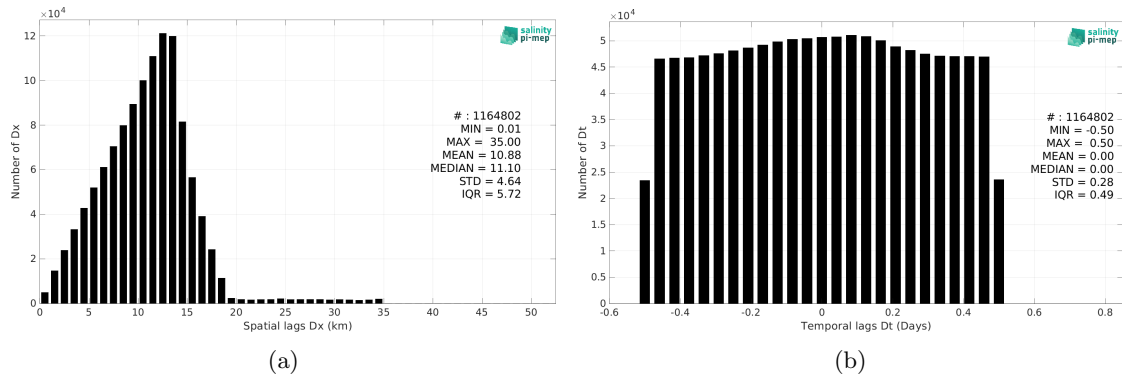 ×10⁴
12
10
8
6
4
2
0
0 5 10 15 20 25 30 35 40 45 50
Number of Dx
Spatial lags Dx (km)
salinity
pi-mep
# : 1164802
MIN = 0.01
MAX = 35.00
MEAN = 10.88
MEDIAN = 11.10
STD = 4.64
IQR = 5.72
(a)
×10⁴
5
4.5
4
3.5
3
2.5
2
1.5
1
0.5
0
-0.6 -0.4 -0.2 0 0.2 0.4 0.6 0.8
Number of Dt
Temporal lags Dt (Days)
salinity
pi-mep
# : 1164802
MIN = -0.50
MAX = 0.50
MEAN = 0.00
MEDIAN = 0.00
STD = 0.28
IQR = 0.49
(b)